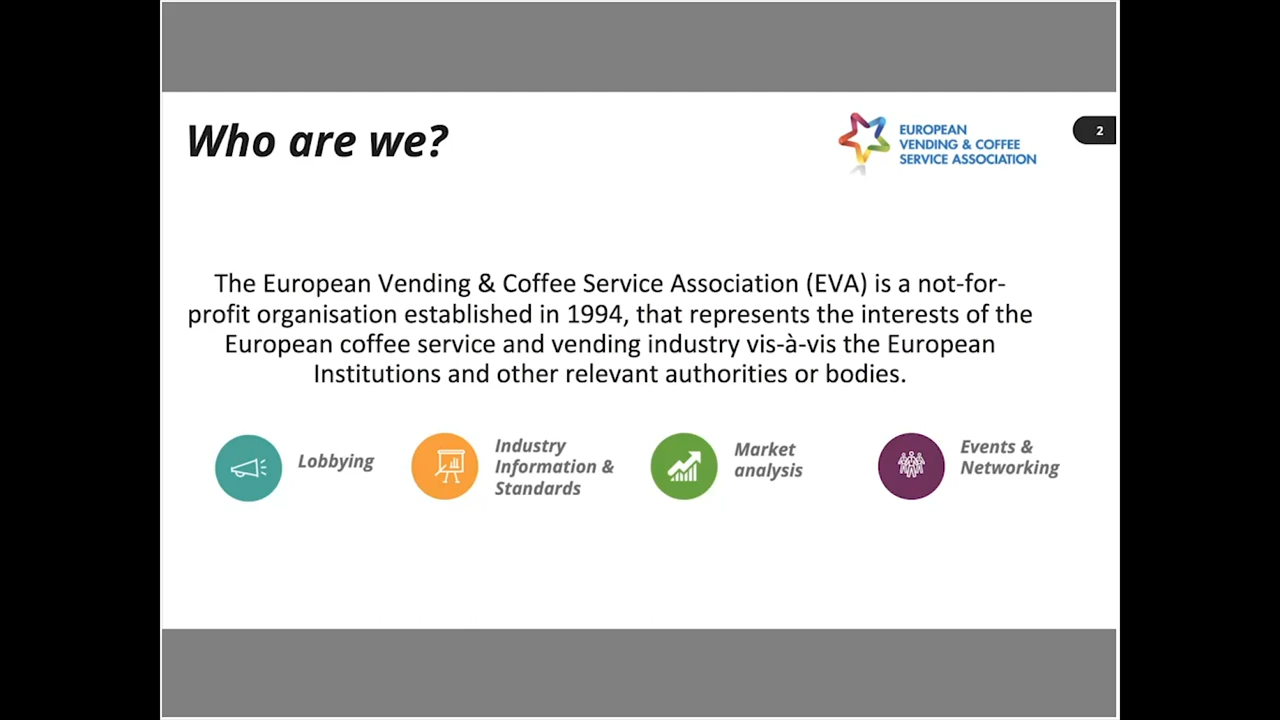 Who are we?
EUROPEAN
VENDING & COFFEE
SERVICE ASSOCIATION
2
The European Vending & Coffee Service Association (EVA) is a not-for-
profit organisation established in 1994, that represents the interests of the
European coffee service and vending industry vis-à-vis the European
Institutions and other relevant authorities or bodies.
Lobbying
Industry
Information &
Standards
Market
analysis
Events &
Networking